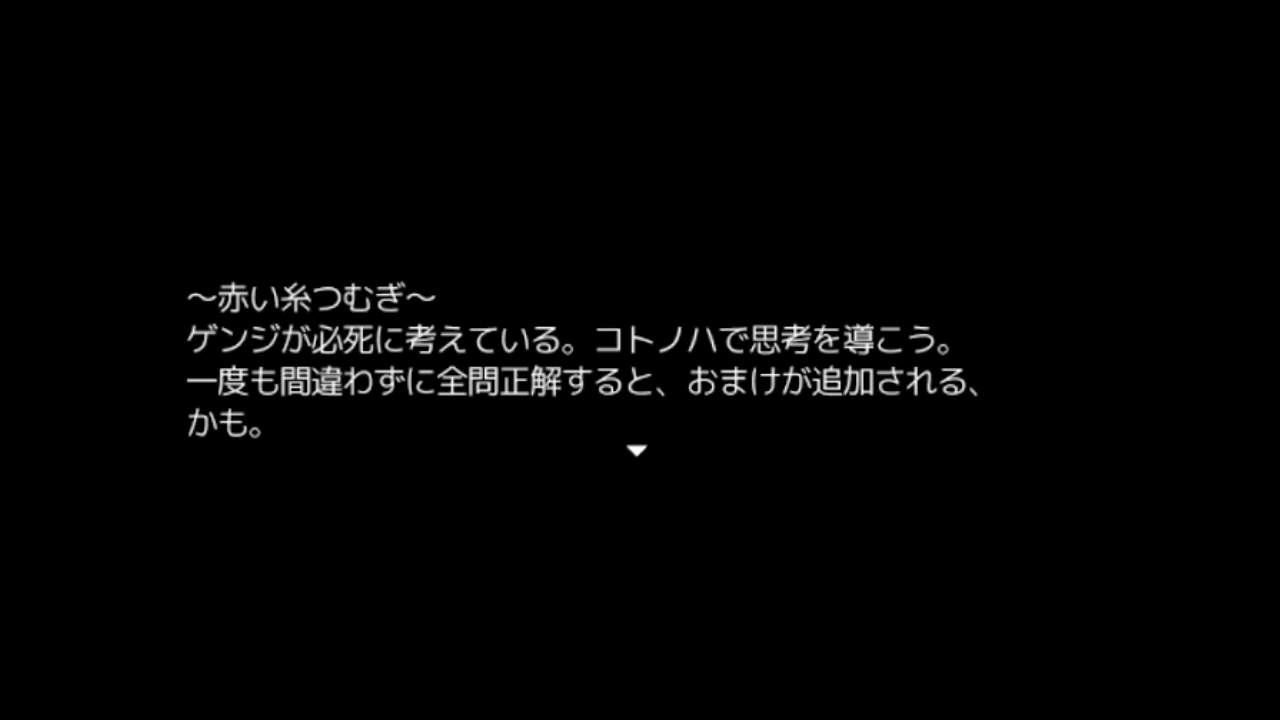 ～赤い糸つむぎ～
ゲンジが必死に考えている。コトノハで思考を導こう。
一度も間違わずに全問正解すると、おまけが追加される、
かも。